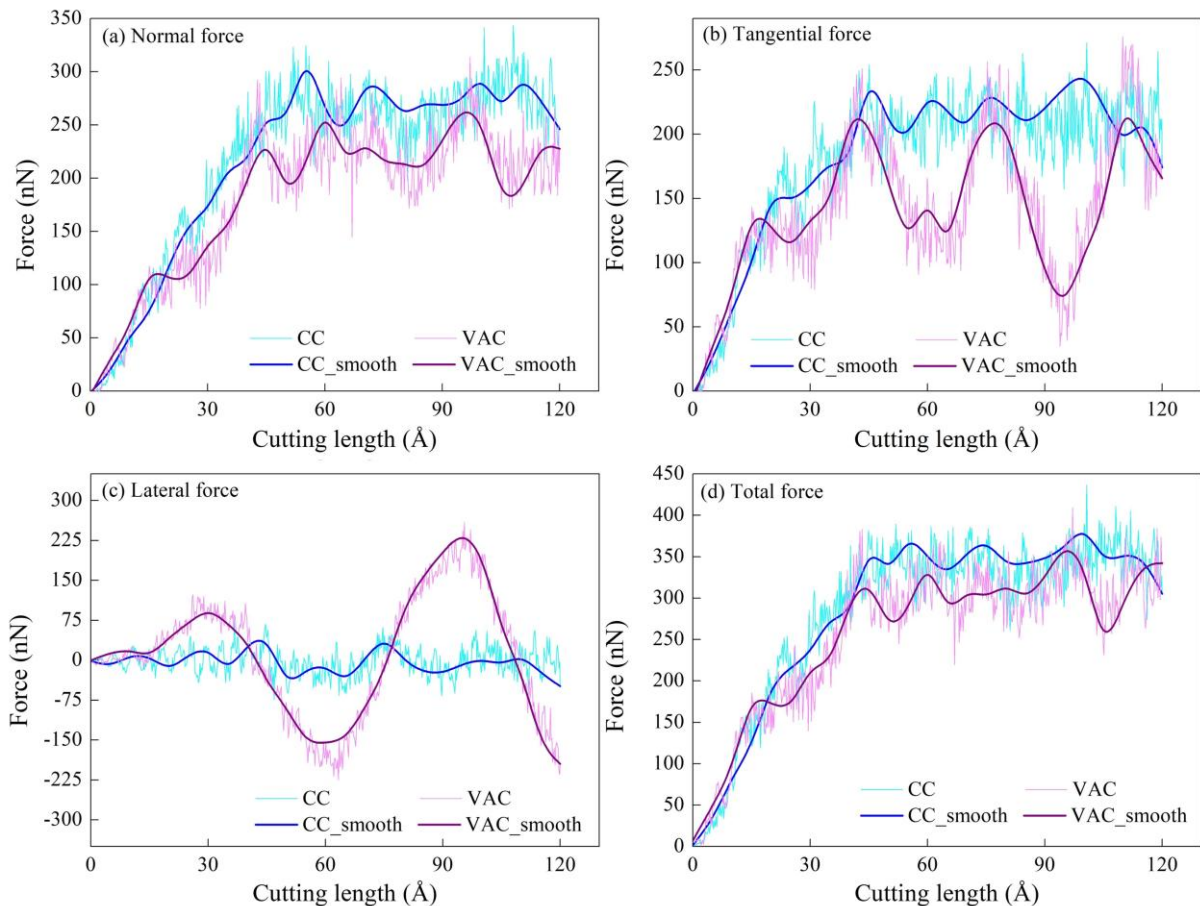 (a) Normal force
350
300
250
200
150
100
50
0
0 30 60 90 120
Force (nN)
Cutting length (Å)
CC VAC
CC_smooth VAC_smooth
(b) Tangential force
250
200
150
100
50
0
0 30 60 90 120
Force (nN)
Cutting length (Å)
CC VAC
CC_smooth VAC_smooth
(c) Lateral force
300
225
150
75
0
-75
-150
-225
-300
0 30 60 90 120
Force (nN)
Cutting length (Å)
CC VAC
CC_smooth VAC_smooth
(d) Total force
450
400
350
300
250
200
150
100
50
0
0 30 60 90 120
Force (nN)
Cutting length (Å)
CC VAC
CC_smooth VAC_smooth